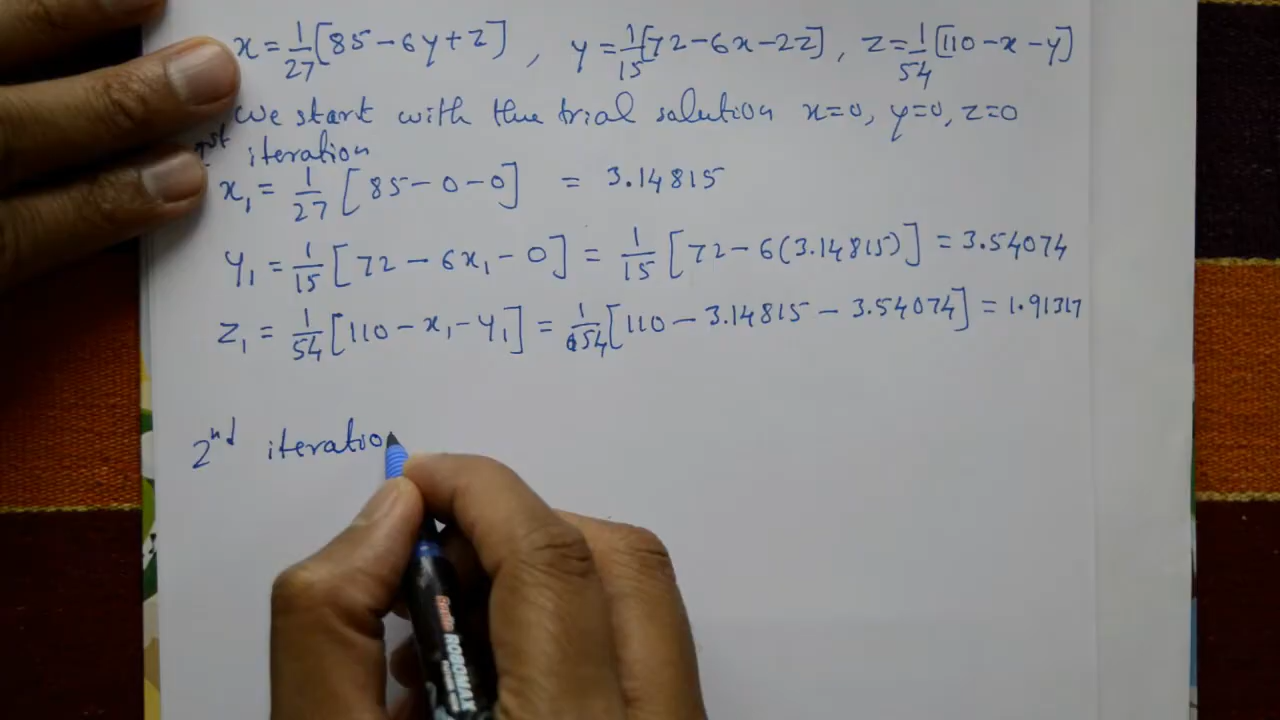 x = 1/27 [85 - 6y + z] , y = 1/15 [72 - 6x - 2z] , z = 1/54 [110 - x - y]
We start with the trial solution x=0, y=0, z=0
1st iteration
x₁ = 1/27 [85 - 0 - 0] = 3.14815
y₁ = 1/15 [72 - 6x₁ - 0] = 1/15 [72 - 6(3.14815)] = 3.54074
z₁ = 1/54 [110 - x₁ - y₁] = 1/54 [110 - 3.14815 - 3.54074] = 1.91317
2nd iteratio
ROBOMAX